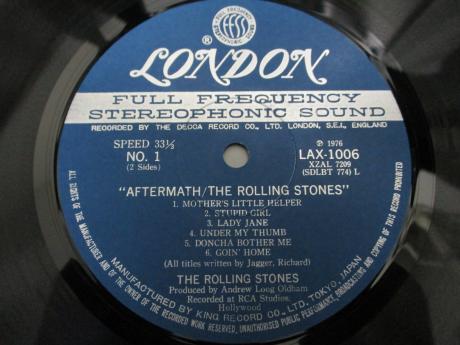 FULL FREQUENCY
STEREOPHONIC SOUND
®
LONDON
FULL FREQUENCY
STEREOPHONIC SOUND
RECORDED BY THE DECCA RECORD CO., LTD. LONDON, S.E.I., ENGLAND
SPEED 33⅓
NO. 1
(2 Sides)
℗ 1976
LAX-1006
XZAL 7209
(SDLBT 774) L
"AFTERMATH/THE ROLLING STONES"
1. MOTHER'S LITTLE HELPER
2. STUPID GIRL
3. LADY JANE
4. UNDER MY THUMB
5. DONCHA BOTHER ME
6. GOIN' HOME
(All titles written by Jagger, Richard)
THE ROLLING STONES
Produced by Andrew Loog Oldham
Recorded at RCA Studios,
Hollywood
MANUFACTURED BY KING RECORD CO., LTD. TOKYO, JAPAN
ALL RIGHTS OF THE MANUFACTURER AND OF THE OWNER OF THE RECORDED WORK RESERVED, UNAUTHORISED PUBLIC PERFORMANCE, BROADCASTING AND COPYING OF THIS RECORD PROHIBITED